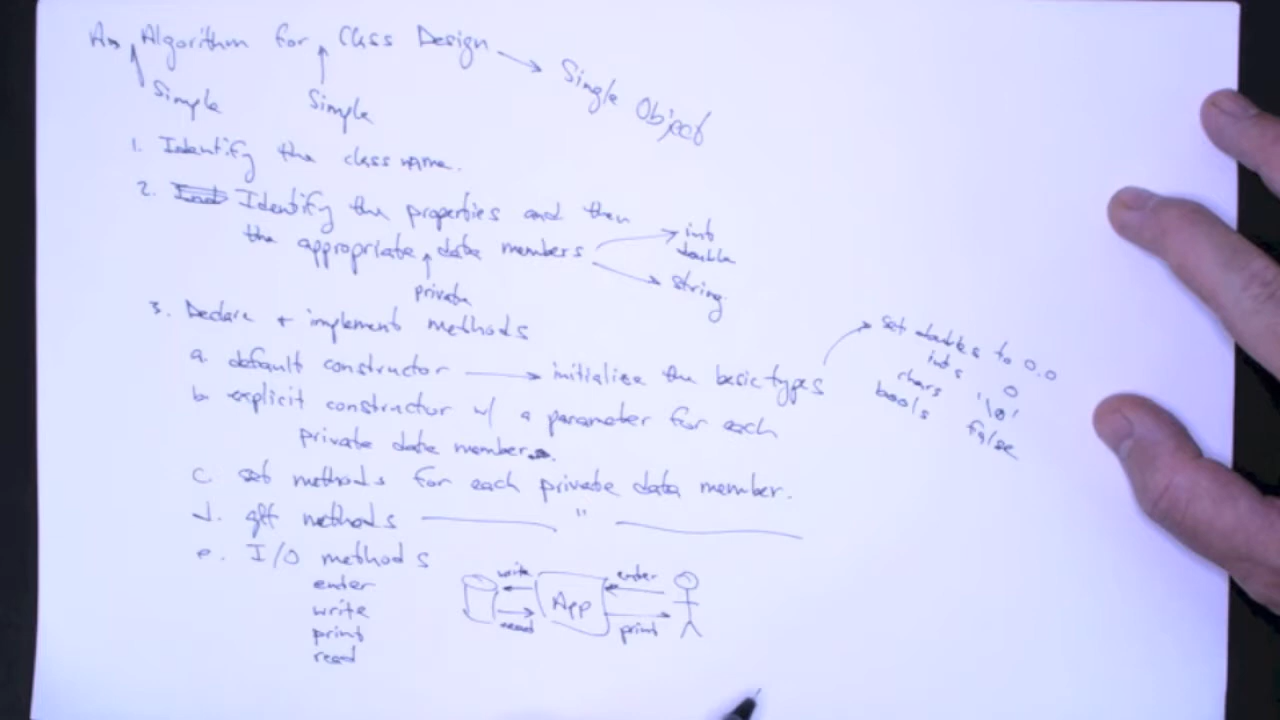 An Algorithm for Class Design → Single Object
Simple Simple
1. Identify the class name.
2. Identify the properties and then
the appropriate data members → int
double
→ string
private
3. Declare + implement methods
a. default constructor → initialize the basic types → set doubles to 0.0
ints 0
chars '\0'
bools false
b. explicit constructor w/ a parameter for each
private data member.
c. set methods for each private data member.
d. get methods —— " ——
e. I/O methods
enter
write
print
read
write App enter
read print